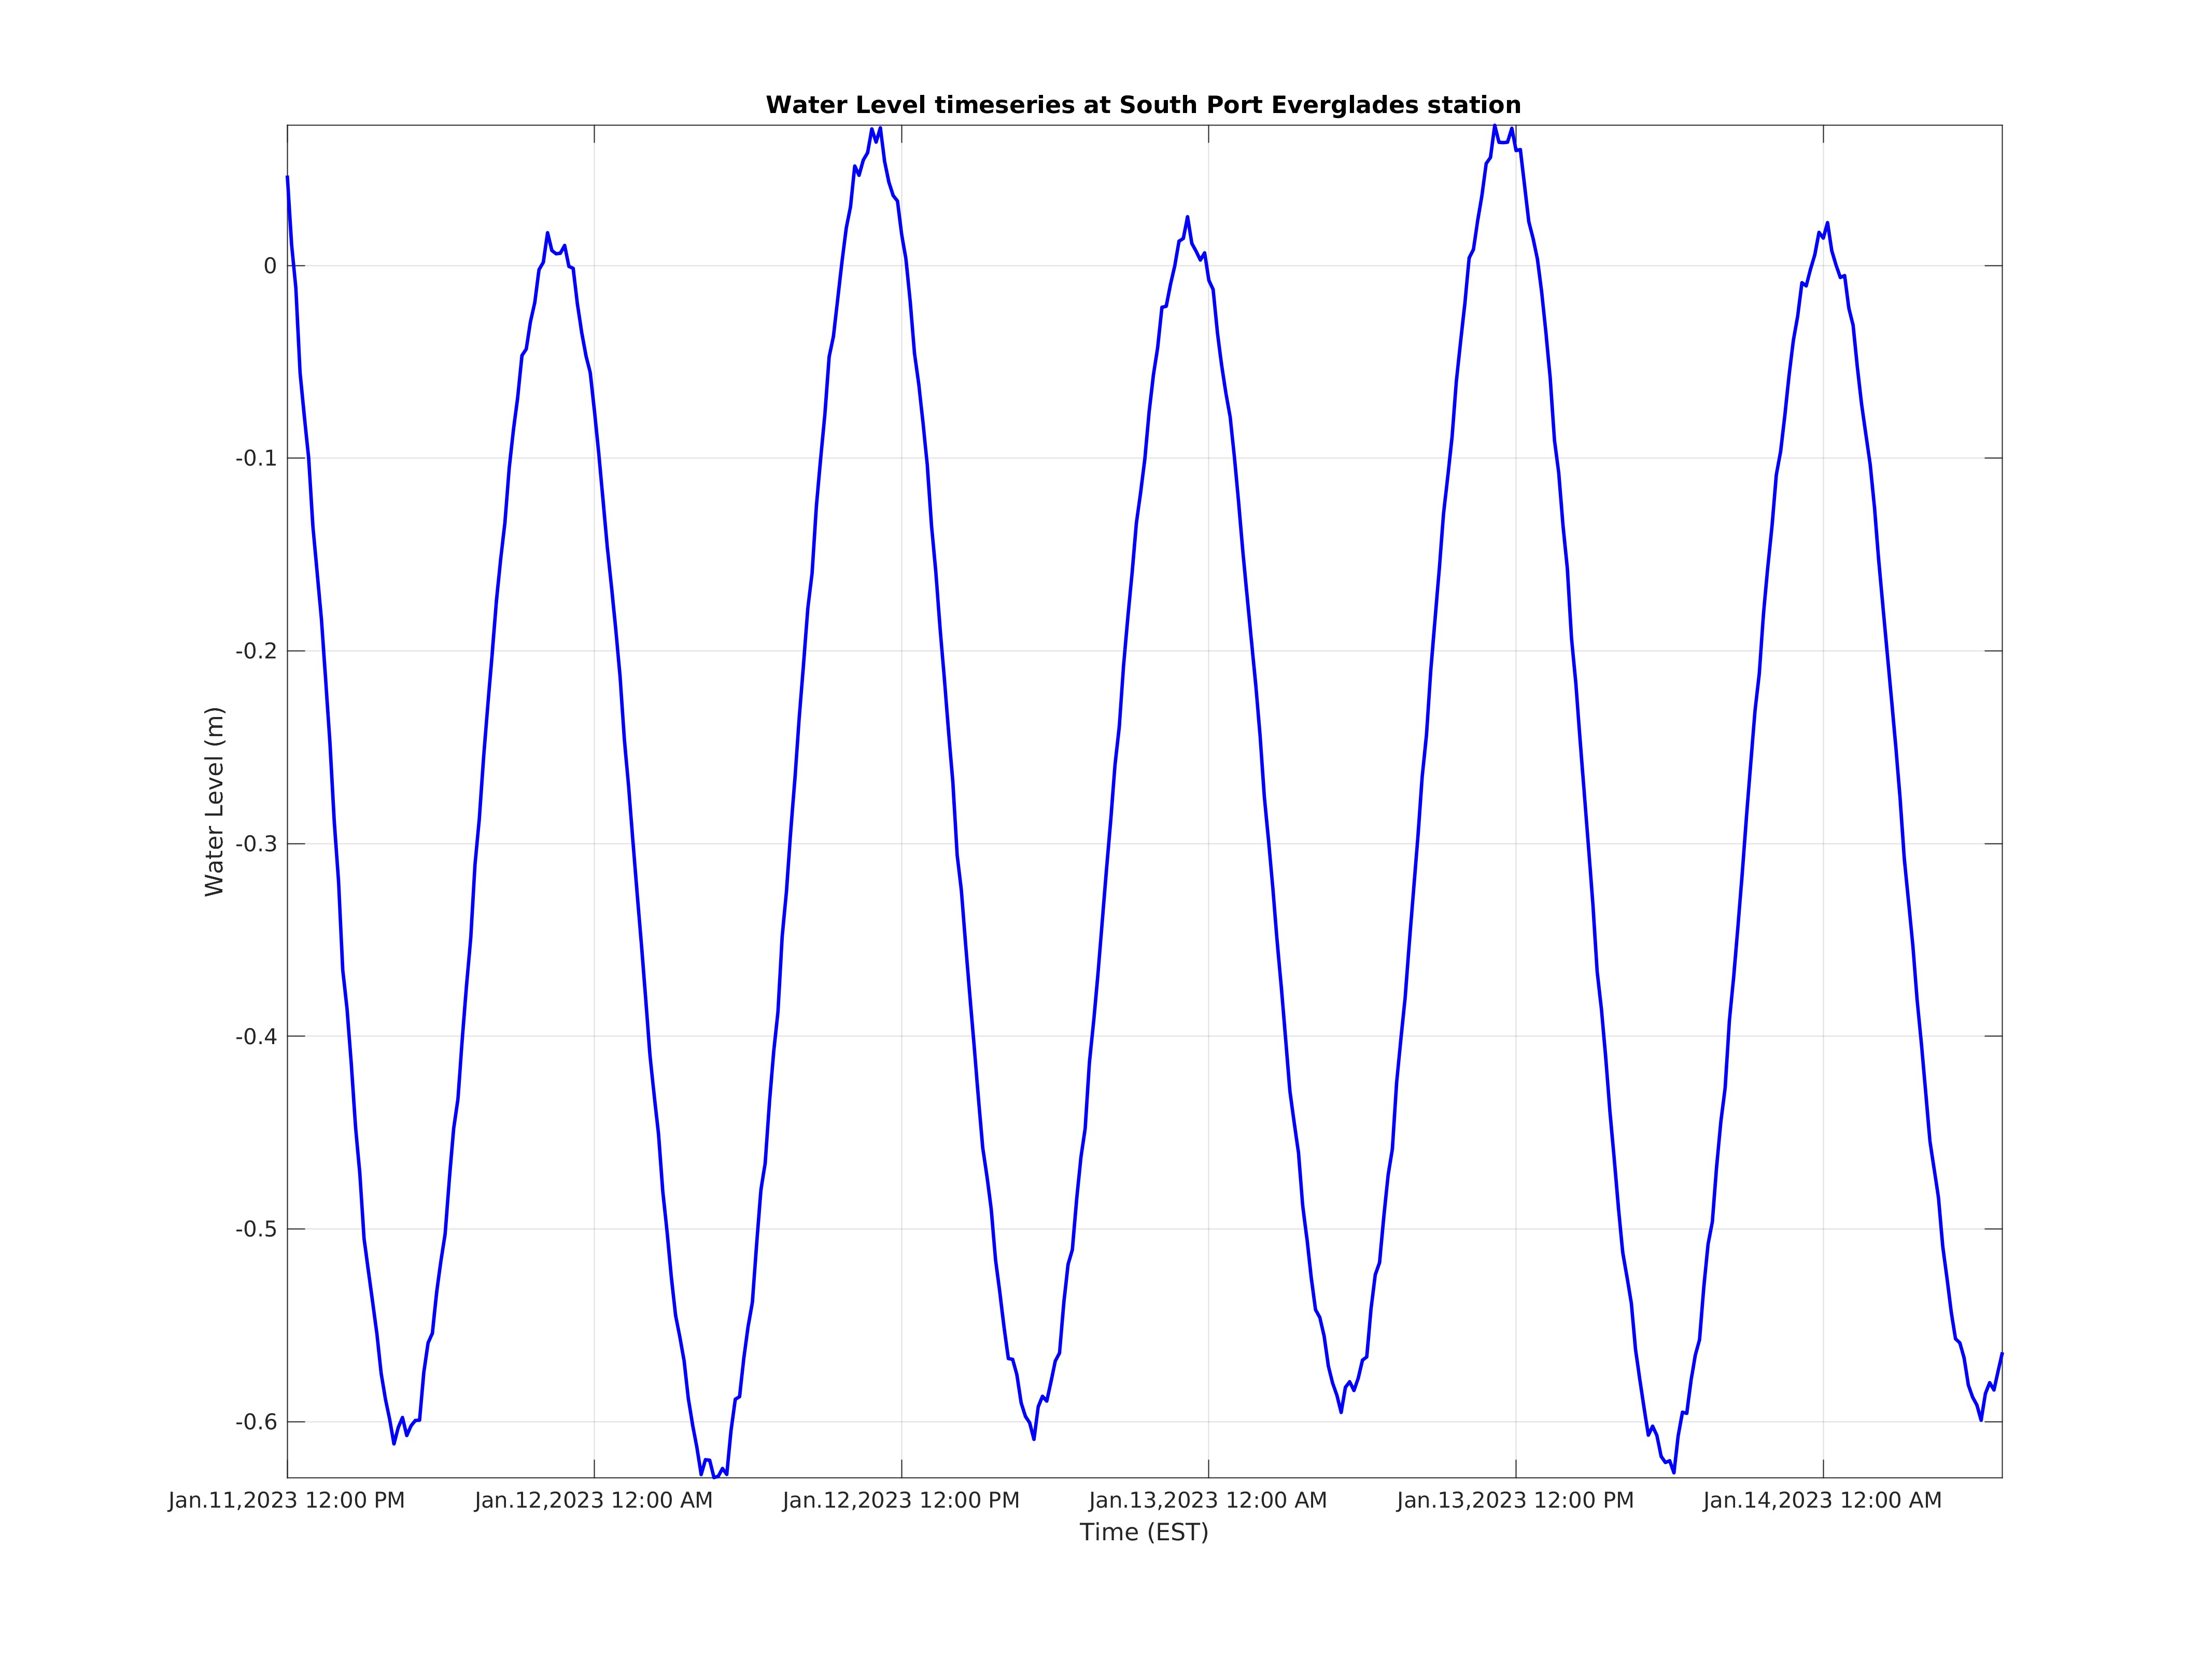 Water Level timeseries at South Port Everglades station
0
-0.1
-0.2
-0.3
-0.4
-0.5
-0.6
Water Level (m)
Jan.11,2023 12:00 PM
Jan.12,2023 12:00 AM
Jan.12,2023 12:00 PM
Jan.13,2023 12:00 AM
Jan.13,2023 12:00 PM
Jan.14,2023 12:00 AM
Time (EST)